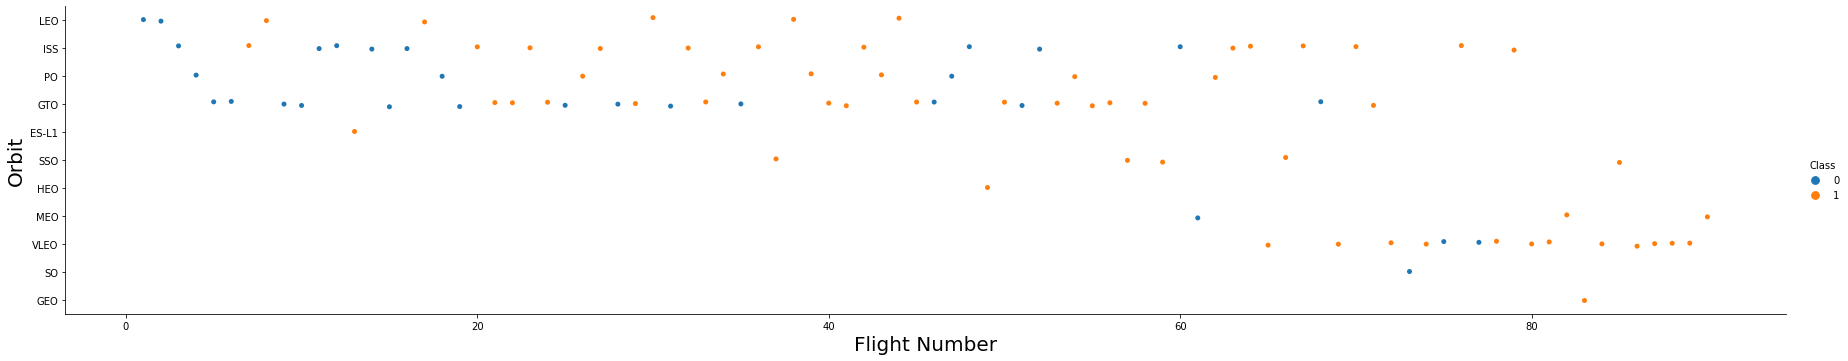 LEO
ISS
PO
GTO
ES-L1
SSO
HEO
MEO
VLEO
SO
GEO
Orbit
0
20
40
60
80
Flight Number
Class
0
1